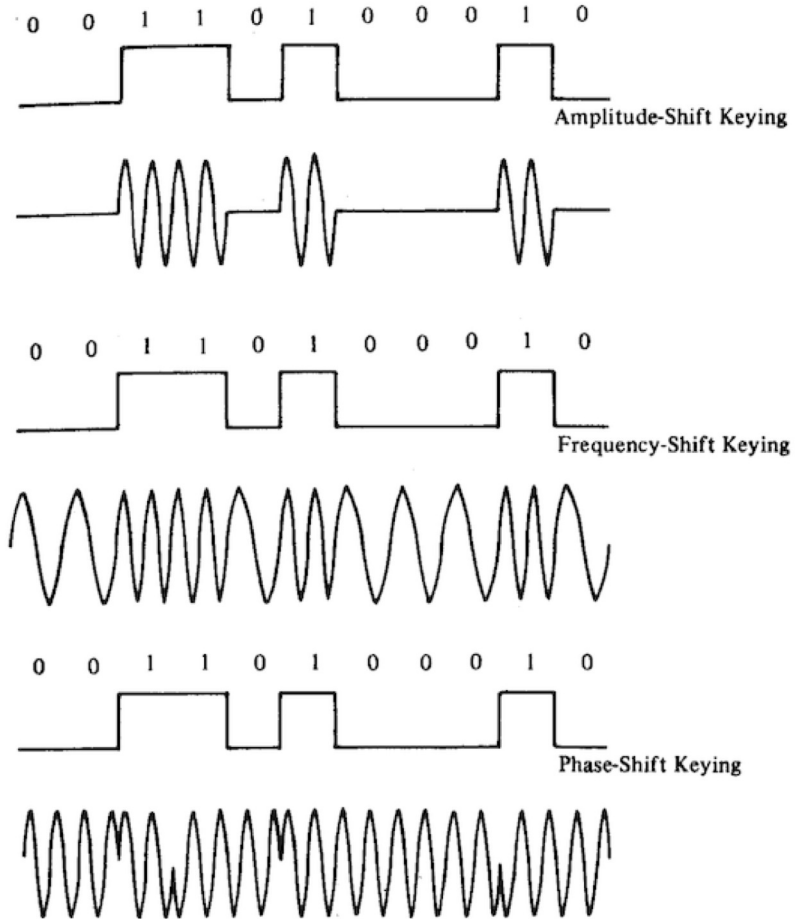 0 0 1 1 0 1 0 0 0 1 0
Amplitude-Shift Keying
0 0 1 1 0 1 0 0 0 1 0
Frequency-Shift Keying
0 0 1 1 0 1 0 0 0 1 0
Phase-Shift Keying